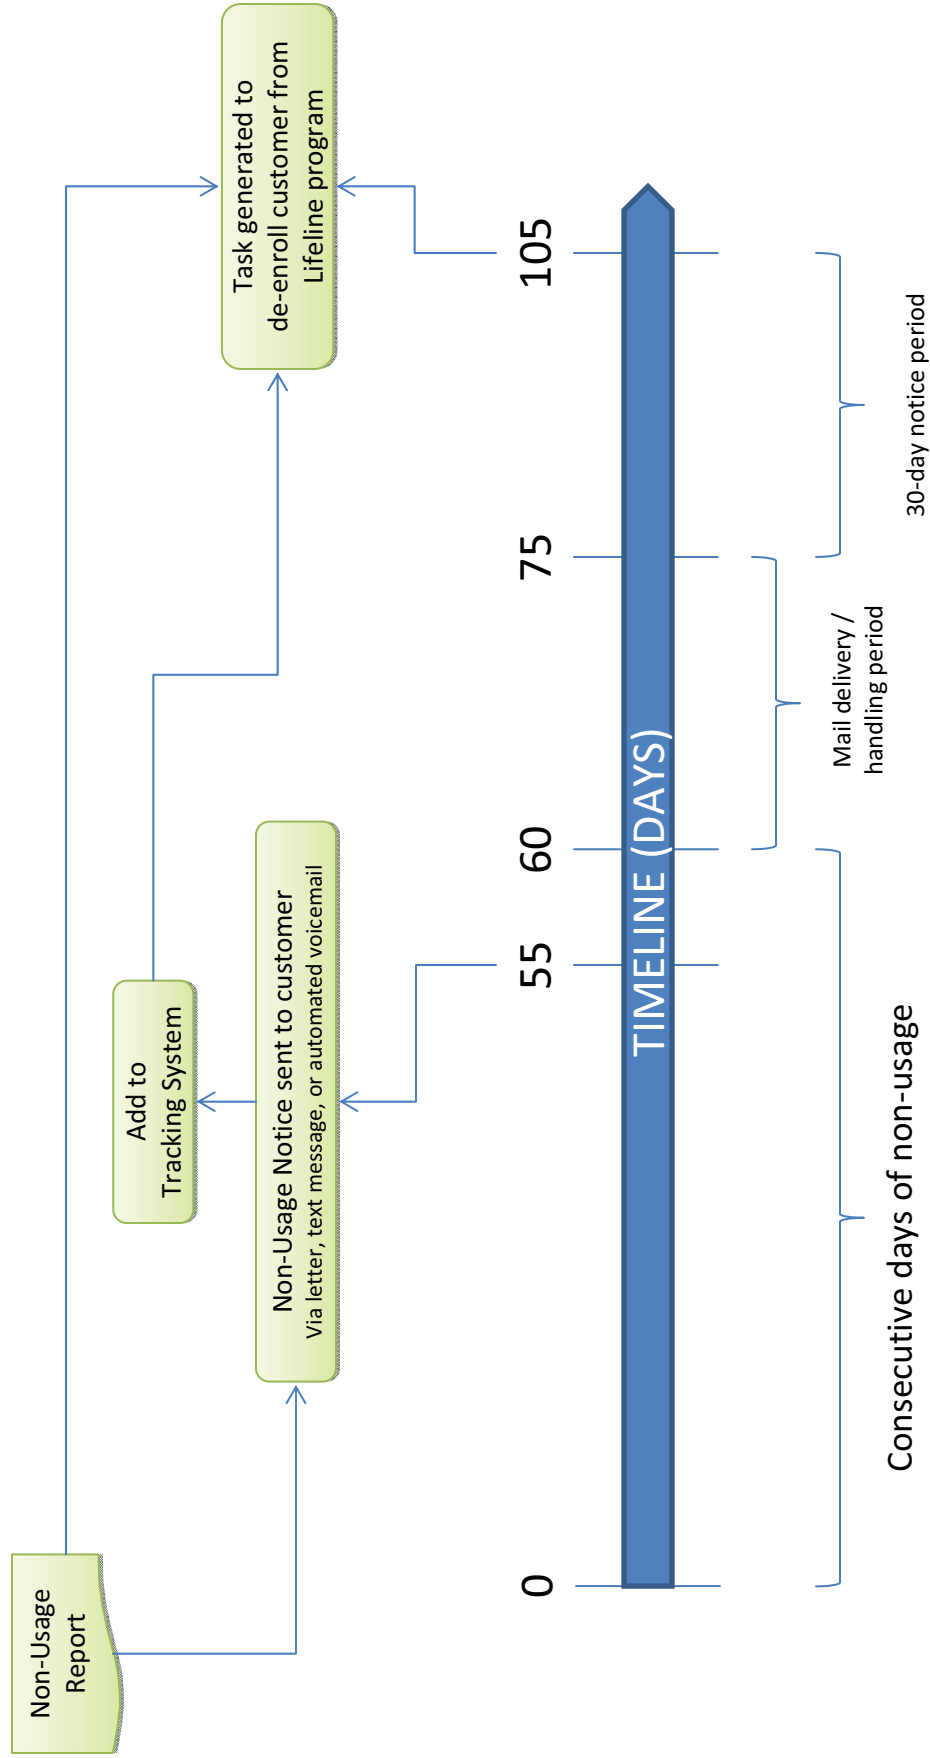 Non-Usage
Report
Add to
Tracking System
Non-Usage Notice sent to customer
Via letter, text message, or automated voicemail
Task generated to
de-enroll customer from
Lifeline program
0
55
60
75
105
TIMELINE (DAYS)
Consecutive days of non-usage
Mail delivery /
handling period
30-day notice period